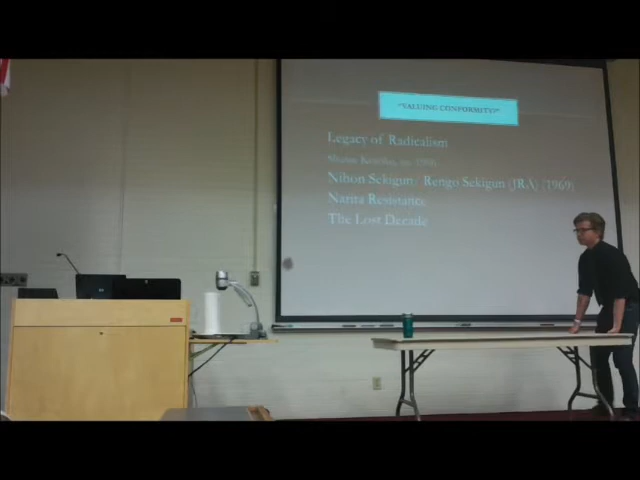 "VALUING CONFORMITY?"
Legacy of Radicalism
Nihon Sekigun Rengo Sekigun (JRA) (1969)
Narita Resistance
The Lost Decade